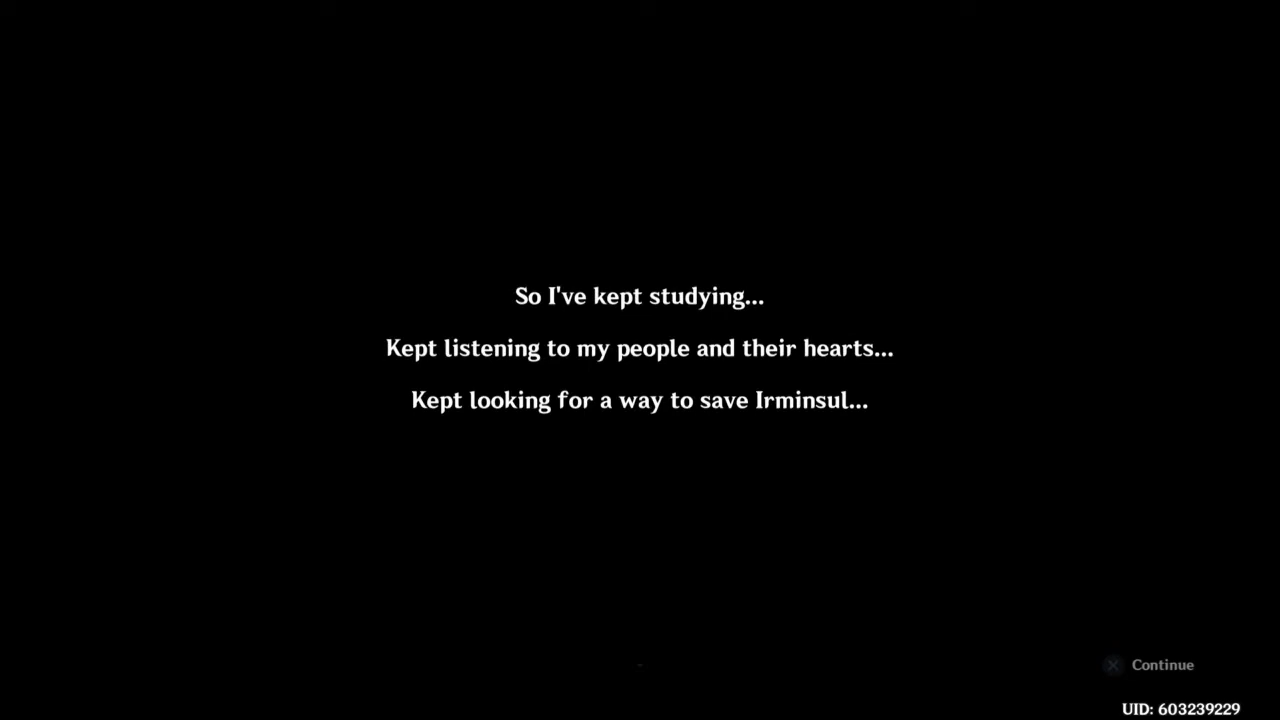 So I've kept studying...
Kept listening to my people and their hearts...
Kept looking for a way to save Irminsul...
Continue
UID: 603239229